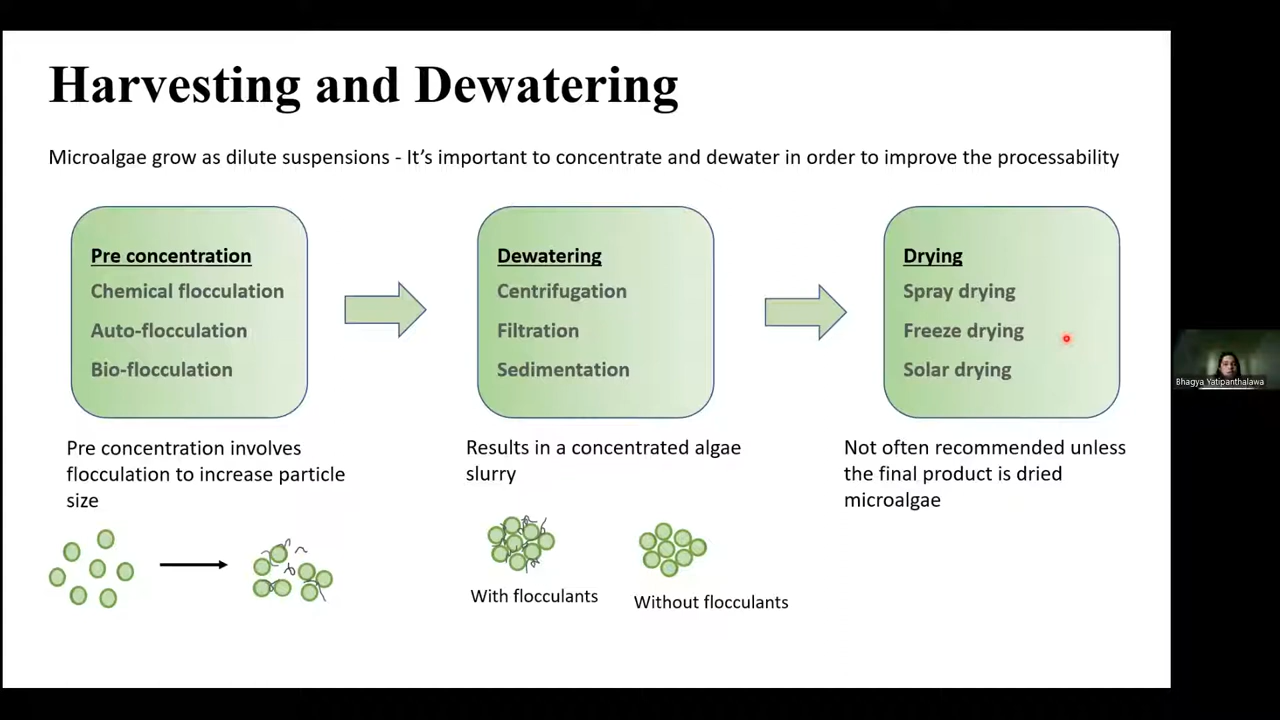 Harvesting and Dewatering
Microalgae grow as dilute suspensions - It's important to concentrate and dewater in order to improve the processability
Pre concentration
Chemical flocculation
Auto-flocculation
Bio-flocculation
Dewatering
Centrifugation
Filtration
Sedimentation
Drying
Spray drying
Freeze drying
Solar drying
Pre concentration involves
flocculation to increase particle
size
Results in a concentrated algae
slurry
Not often recommended unless
the final product is dried
microalgae
With flocculants
Without flocculants
Bhagya Yatipanthalawa